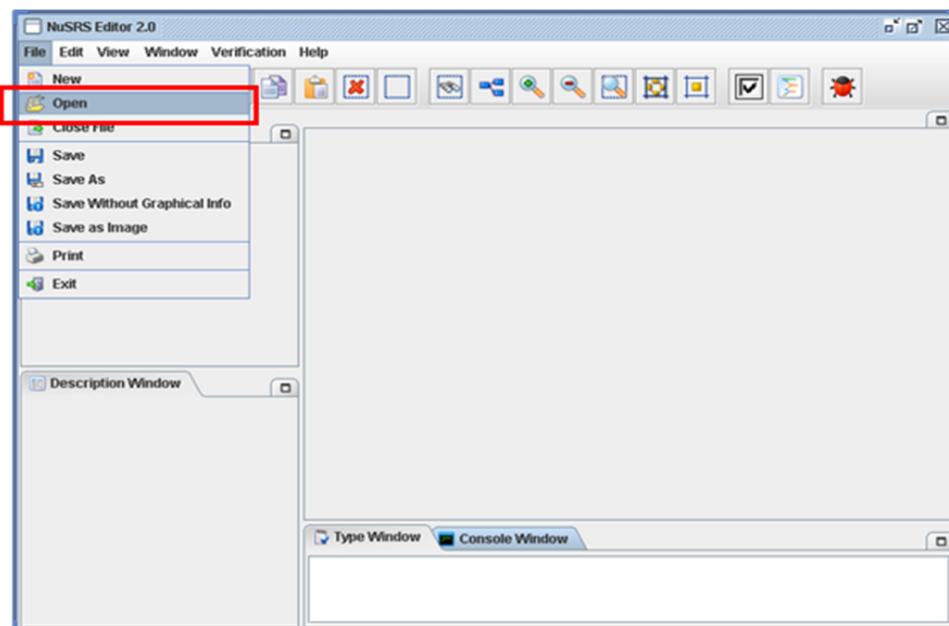 NuSRS Editor 2.0
File Edit View Window Verification Help
New
Open
Close File
Save
Save As
Save Without Graphical Info
Save as Image
Print
Exit
Description Window
Type Window Console Window